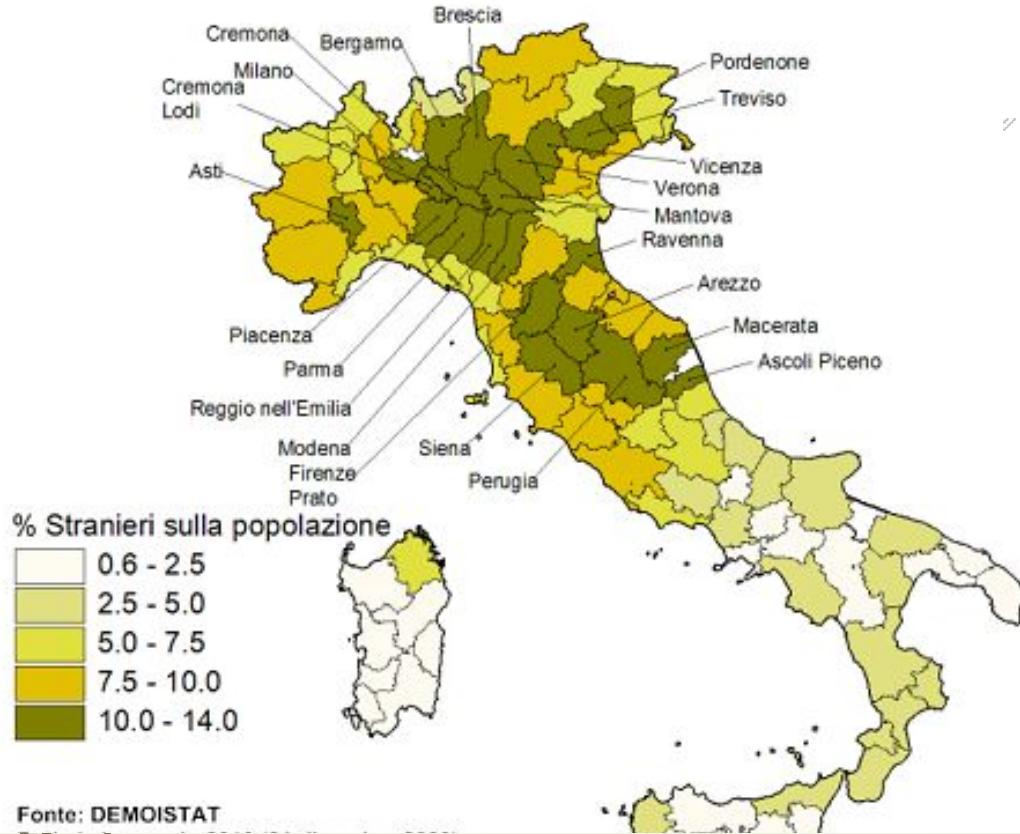 Brescia
Cremona
Bergamo
Milano
Cremona
Lodi
Asti
Pordenone
Treviso
Vicenza
Verona
Mantova
Ravenna
Arezzo
Macerata
Ascoli Piceno
Piacenza
Parma
Reggio nell'Emilia
Modena
Firenze
Prato
Siena
Perugia
% Stranieri sulla popolazione
0.6 - 2.5
2.5 - 5.0
5.0 - 7.5
7.5 - 10.0
10.0 - 14.0
Fonte: DEMOISTAT